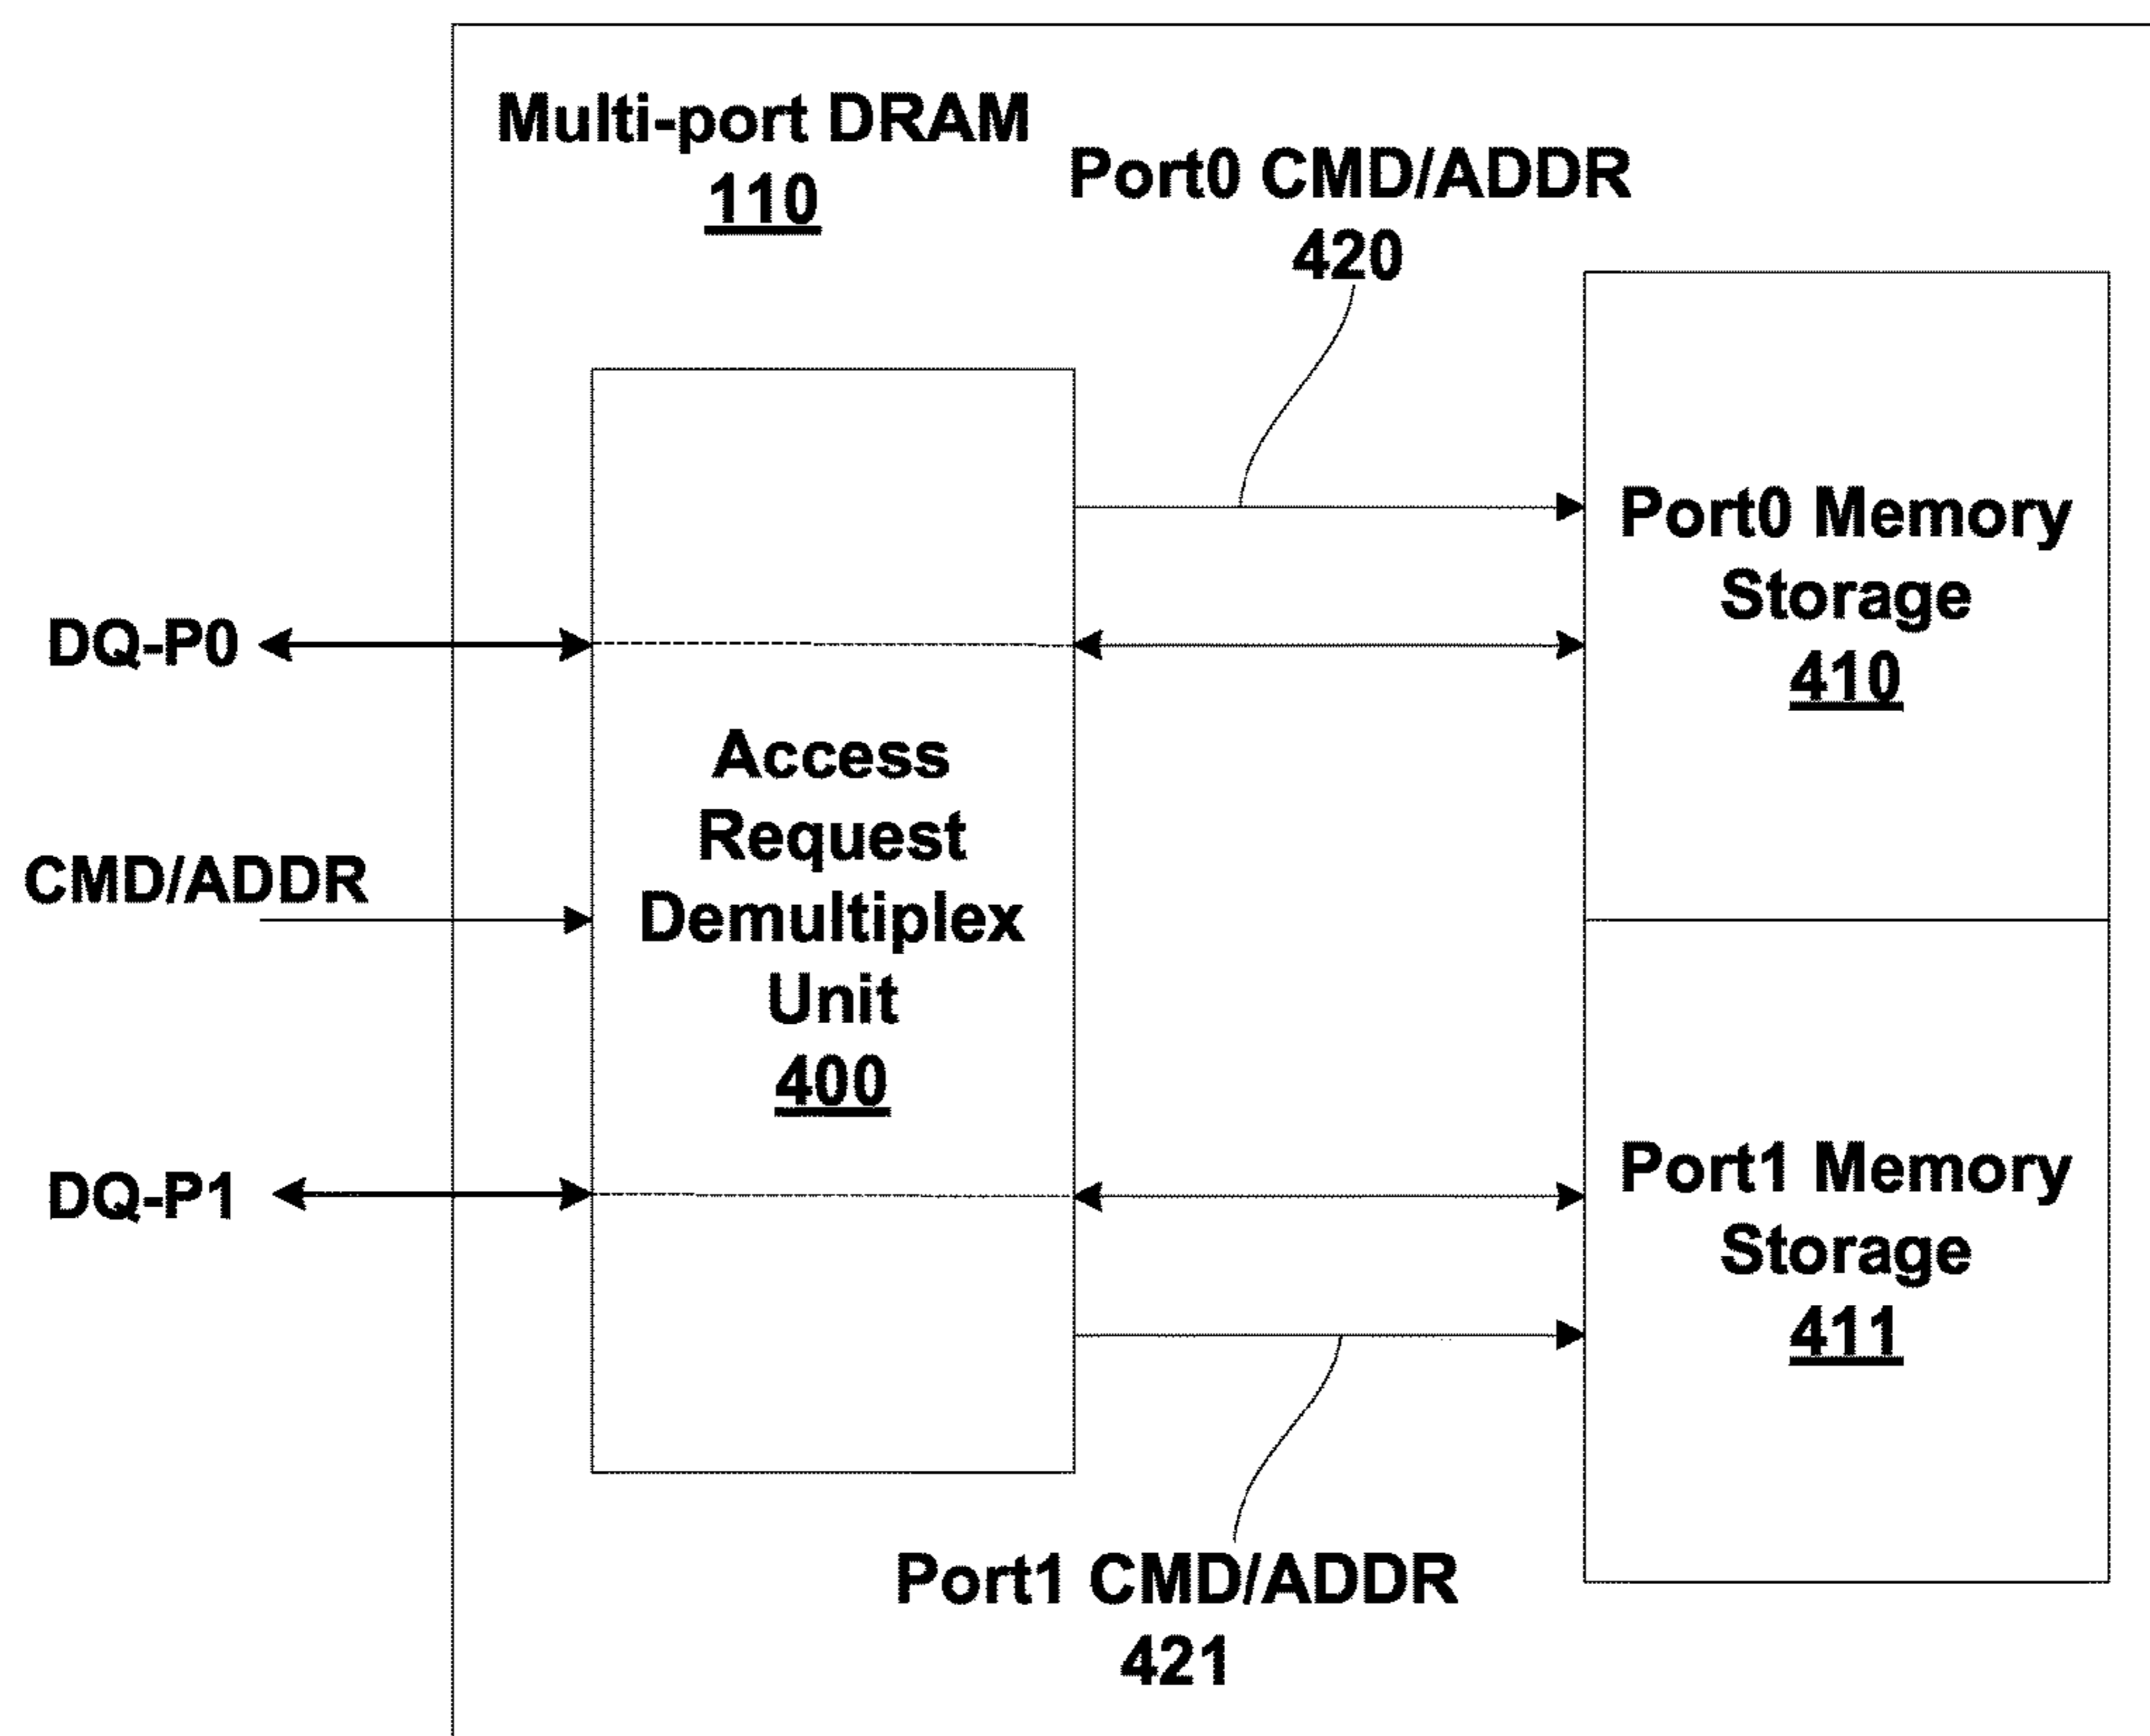 Multi-port DRAM
110
Port0 CMD/ADDR
420
Port0 Memory
Storage
410
DQ-P0
Access
Request
Demultiplex
Unit
400
CMD/ADDR
DQ-P1
Port1 Memory
Storage
411
Port1 CMD/ADDR
421